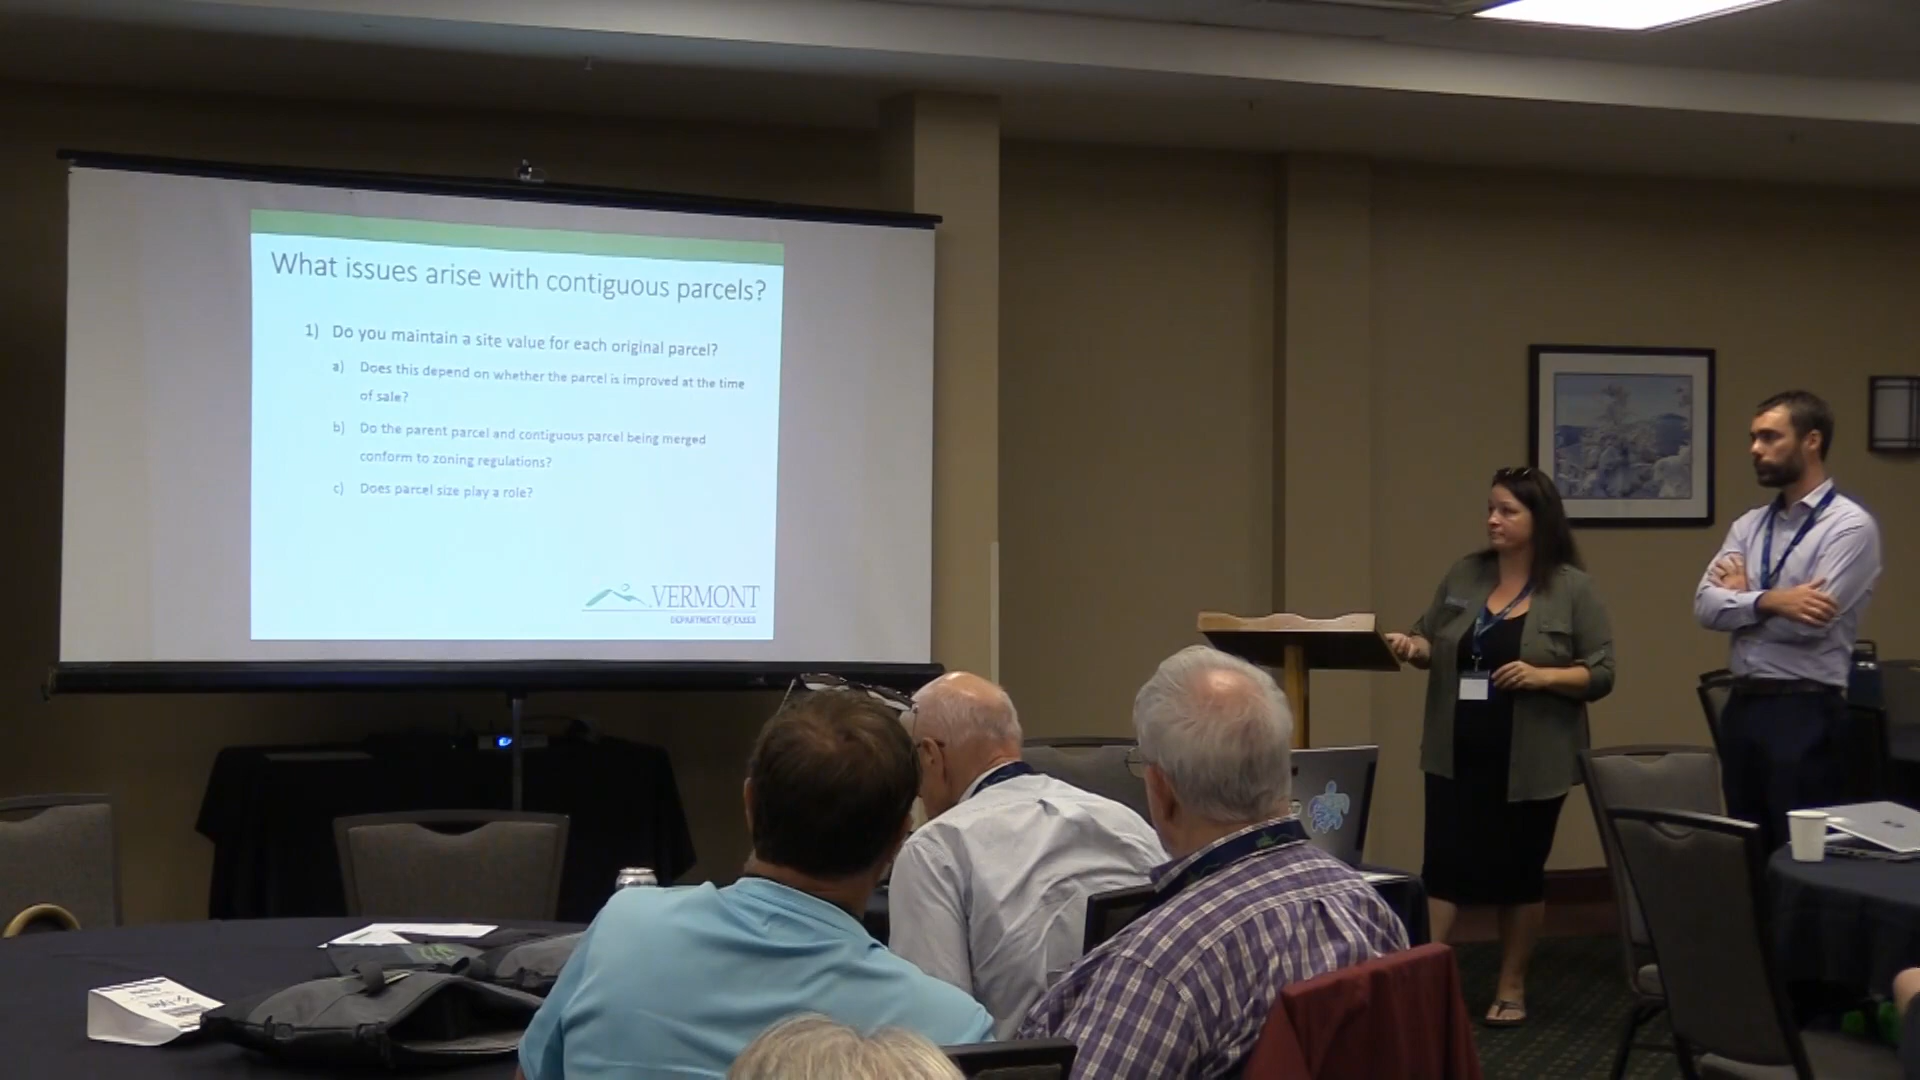 What issues arise with contiguous parcels?
1) Do you maintain a site value for each original parcel?
a) Does this depend on whether the parcel is improved at the time
of sale?
b) Do the parent parcel and contiguous parcel being merged
conform to zoning regulations?
c) Does parcel size play a role?
VERMONT
DEPARTMENT OF TAXES